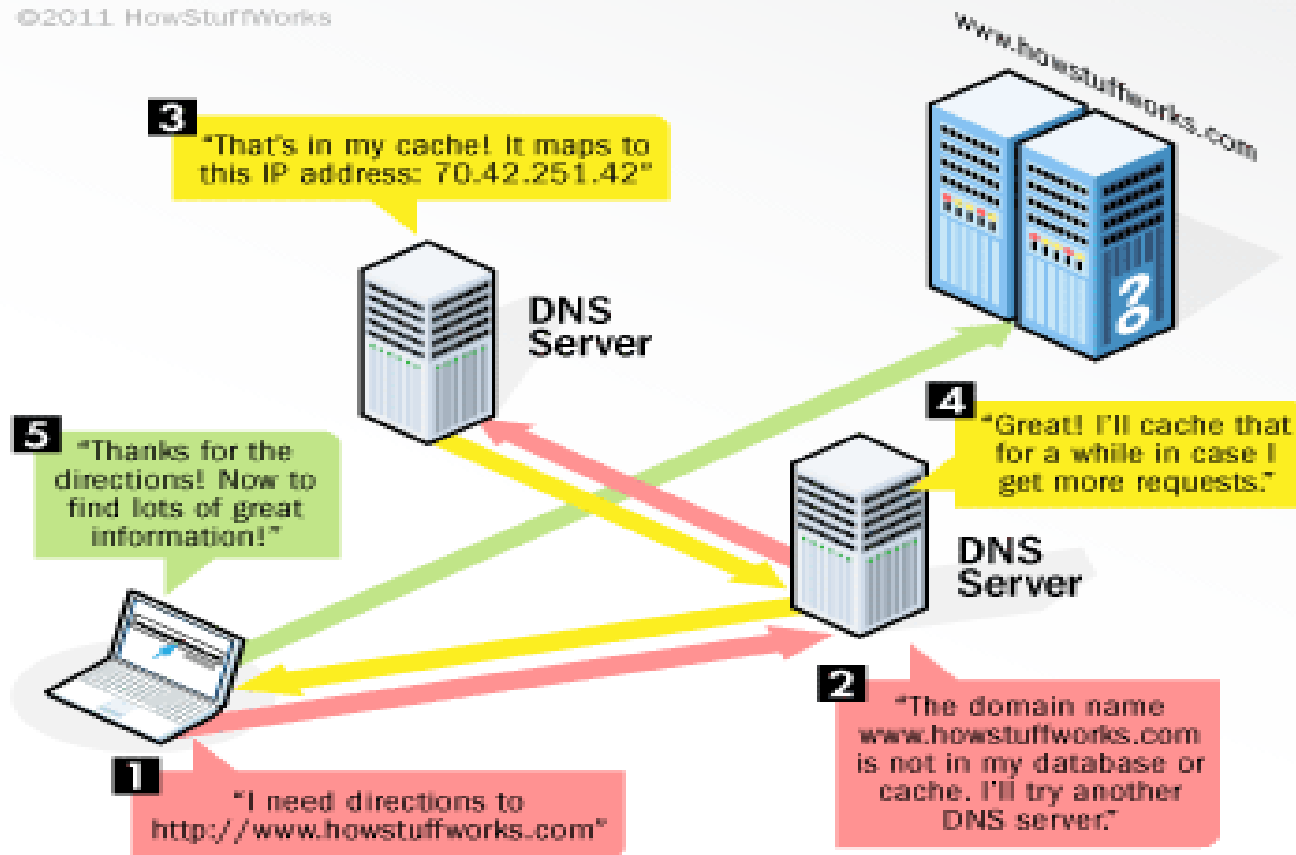 ©2011 HowStuffWorks
www.howstuffworks.com
3
"That's in my cache! It maps to
this IP address: 70.42.251.42"
DNS
Server
5
"Thanks for the
directions! Now to
find lots of great
information!"
4
"Great! I'll cache that
for a while in case I
get more requests."
DNS
Server
2
"The domain name
www.howstuffworks.com
is not in my database or
cache. I'll try another
DNS server."
1
"I need directions to
http://www.howstuffworks.com"